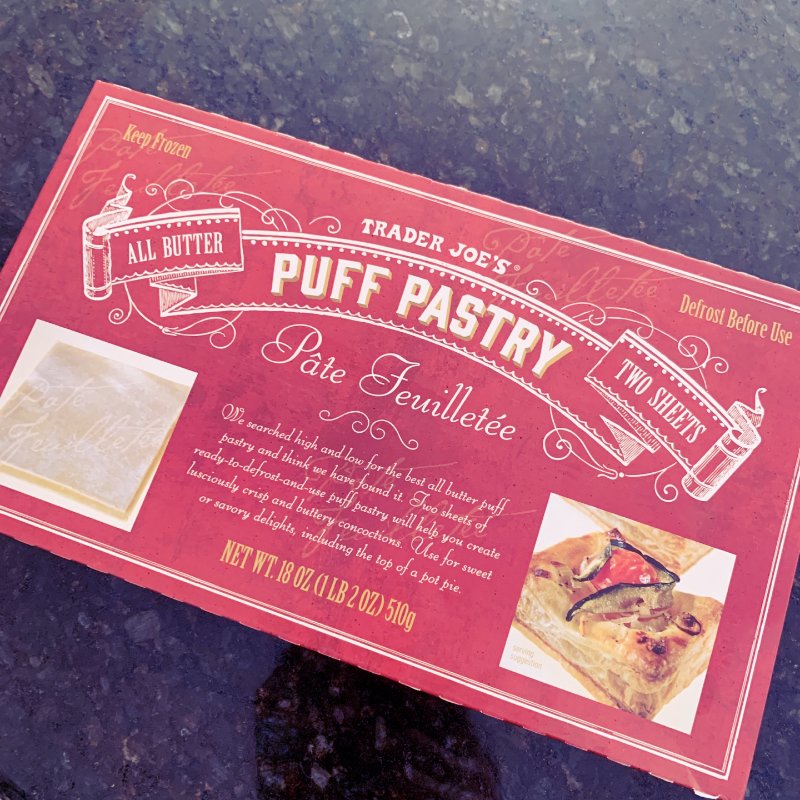 Keep Frozen
ALL BUTTER
TRADER JOE'S®
PUFF PASTRY
Defrost Before Use
TWO SHEETS
Pâte Feuilletée
We searched high and low for the best all butter puff
pastry and think we have found it. Two sheets of
ready-to-defrost-and-use puff pastry will help you create
lusciously crisp and buttery concoctions. Use for sweet
or savory delights, including the top of a pot pie.
NET WT. 18 OZ (1 LB 2 OZ) 510g
serving
suggestion